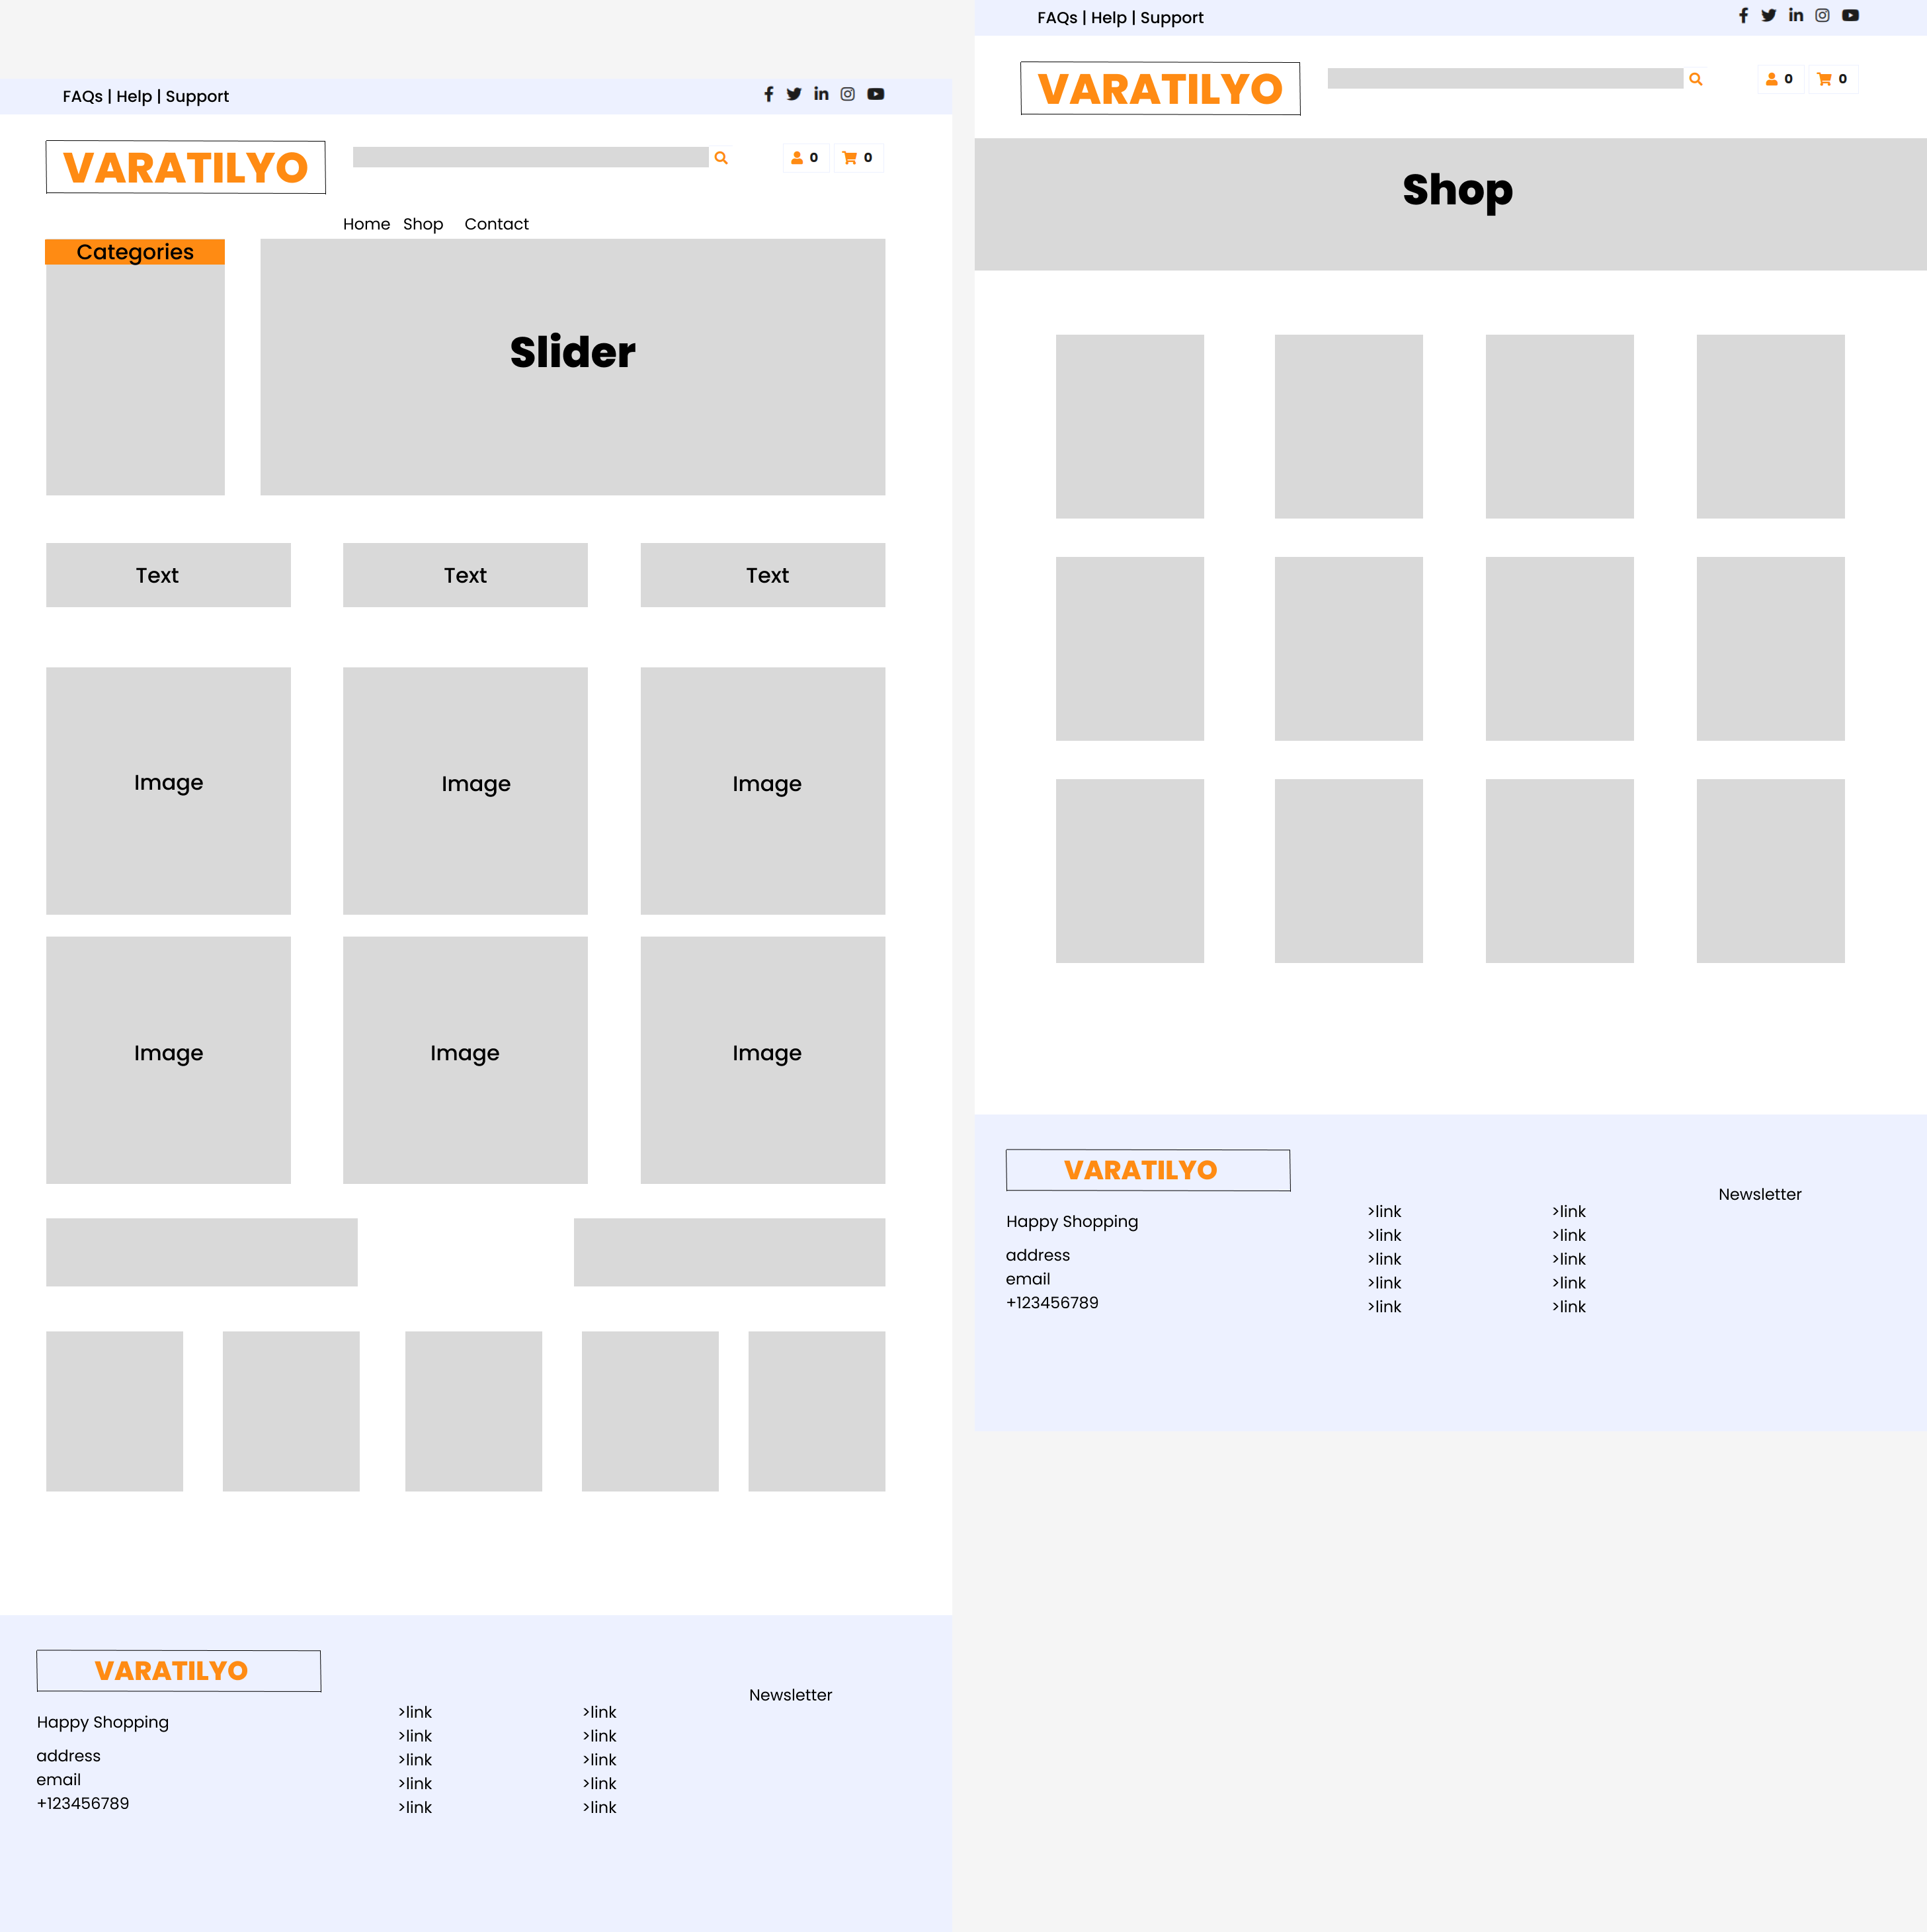 FAQs | Help | Support
VARATILYO
0 0
Home Shop Contact
Categories
Slider
Text Text Text
Image Image Image
Image Image Image
VARATILYO
Newsletter
>link >link
Happy Shopping
>link >link
address
>link >link
email
>link >link
+123456789
>link >link
FAQs | Help | Support
VARATILYO
0 0
Shop
VARATILYO
Newsletter
>link >link
Happy Shopping
>link >link
address
>link >link
email
>link >link
+123456789
>link >link